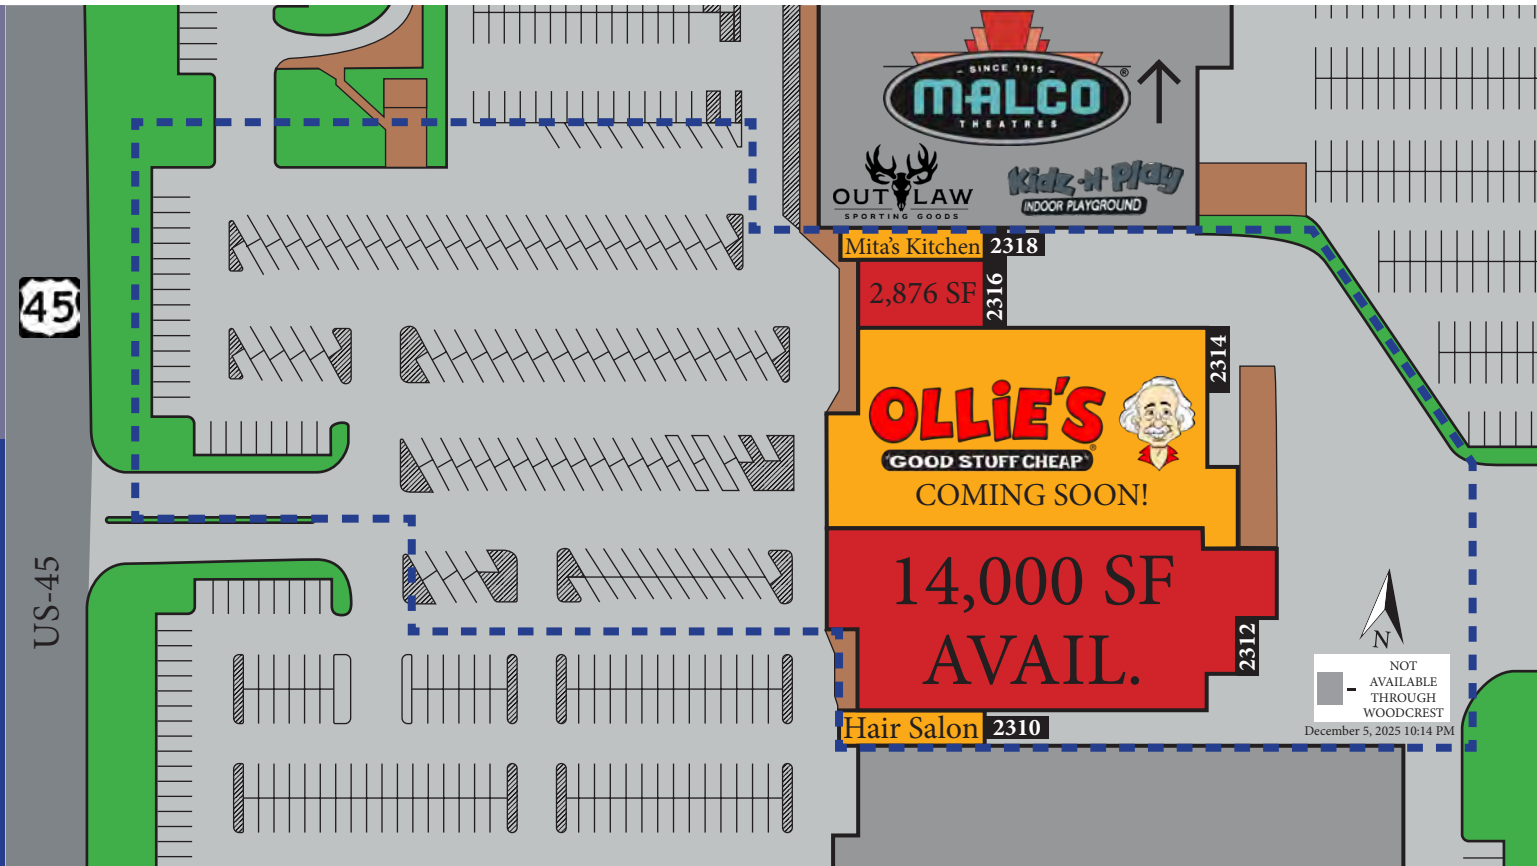 - SINCE 1915 -
MALCO®
THEATRES
OUTLAW
SPORTING GOODS
Kidz-N-Play
INDOOR PLAYGROUND
Mita's Kitchen
2318
2,876 SF
2316
45
2314
OLLiE'S®
GOOD STUFF CHEAP
COMING SOON!
14,000 SF
AVAIL.
2312
US-45
N
NOT
AVAILABLE
THROUGH
WOODCREST
December 5, 2025 10:14 PM
Hair Salon
2310